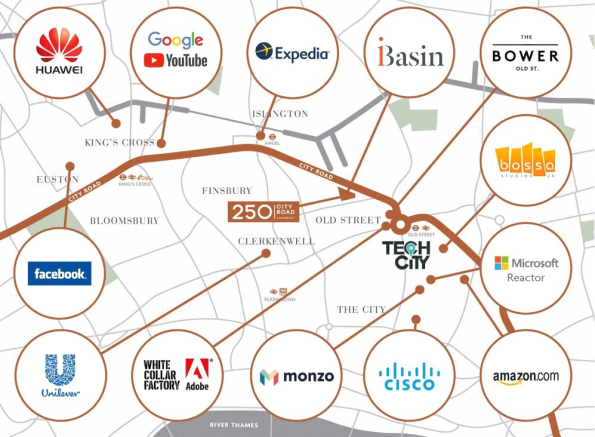 HUAWEI
Google
YouTube
Expedia
iBasin
THE
BOWER
OLD ST.
ISLINGTON
KING'S CROSS
ANGEL
EUSTON
CITY ROAD
KING'S CROSS
CITY ROAD
FINSBURY
250 CITY ROAD
OLD STREET
BLOOMSBURY
bossa
STUDIOS UK
OLD STREET
CLERKENWELL
TECH
CITY
facebook.
Microsoft
Reactor
FARRINGDON
THE CITY
Unilever
WHITE
COLLAR
FACTORY
Adobe
monzo
CISCO
amazon.com
RIVER THAMES